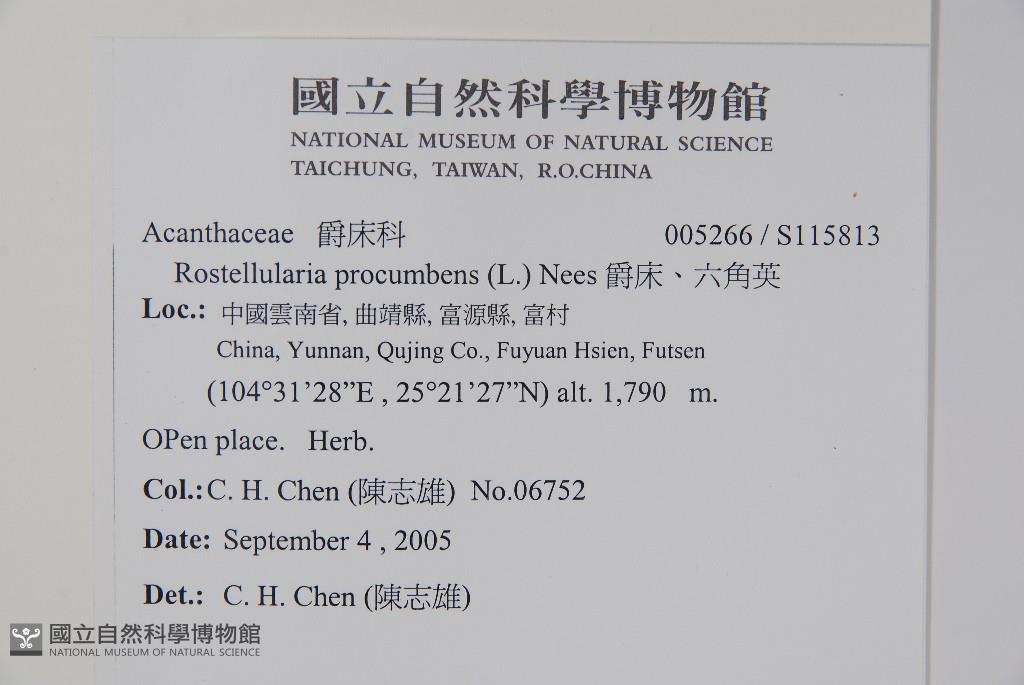 國立自然科學博物館
NATIONAL MUSEUM OF NATURAL SCIENCE
TAICHUNG, TAIWAN, R.O.CHINA
Acanthaceae 爵床科 005266 / S115813
Rostellularia procumbens (L.) Nees 爵床、六角英
Loc.: 中國雲南省, 曲靖縣, 富源縣, 富村
China, Yunnan, Qujing Co., Fuyuan Hsien, Futsen
(104°31’28”E , 25°21’27”N) alt. 1,790 m.
OPen place. Herb.
Col.: C. H. Chen (陳志雄) No.06752
Date: September 4 , 2005
Det.: C. H. Chen (陳志雄)
國立自然科學博物館
NATIONAL MUSEUM OF NATURAL SCIENCE